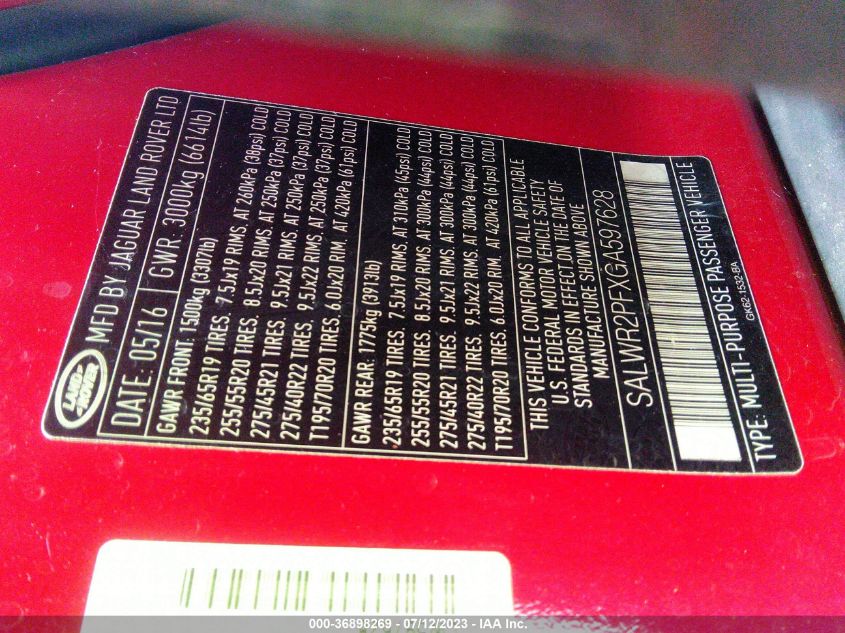 LAND ROVER
MFD BY JAGUAR LAND ROVER LTD
DATE: 05/16 GWR: 3000kg (6614lb)
GAWR FRONT: 1500kg (3307lb)
235/65R19 TIRES, 7.5Jx19 RIMS, AT 260kPA (38psi) COLD
255/55R20 TIRES, 8.5Jx20 RIMS, AT 250kPA (37psi) COLD
275/45R21 TIRES, 9.5Jx21 RIMS, AT 250kPA (37psi) COLD
275/40R22 TIRES, 9.5Jx22 RIMS, AT 250kPA (37psi) COLD
T195/70R20 TIRES 6.0Jx20 RIM, AT 420kPA (61psi) COLD
GAWR REAR: 1775kg (3913lb)
235/65R19 TIRES, 7.5Jx19 RIMS, AT 310kPA (45psi) COLD
255/55R20 TIRES, 8.5Jx20 RIMS, AT 300kPA (44psi) COLD
275/45R21 TIRES, 9.5Jx21 RIMS, AT 300kPA (44psi) COLD
275/40R22 TIRES, 9.5Jx22 RIMS, AT 300kPA (44psi) COLD
T195/70R20 TIRES 6.0Jx20 RIM, AT 420kPA (61psi) COLD
THIS VEHICLE CONFORMS TO ALL APPLICABLE
U.S. FEDERAL MOTOR VEHICLE SAFETY
STANDARDS IN EFFECT ON THE DATE OF
MANUFACTURE SHOWN ABOVE
SALWR2PFXGA597628
TYPE: MULTI-PURPOSE PASSENGER VEHICLE
GK62-1532-BA
000-36898269 - 07/12/2023 - © IAA Inc.